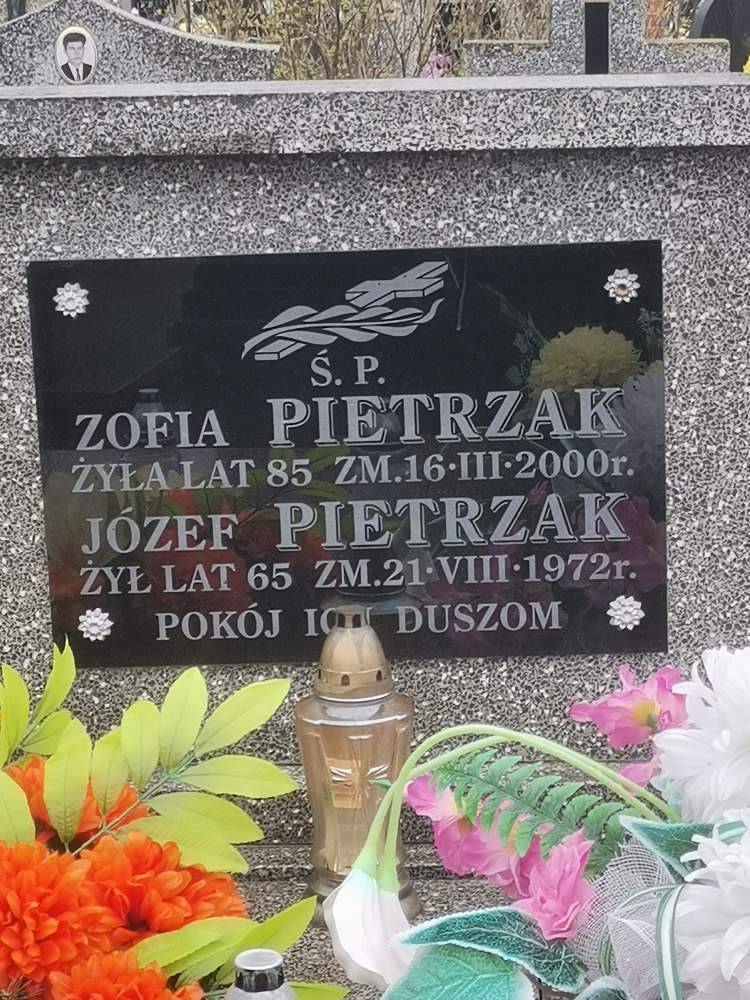 Ś. P.
ZOFIA PIETRZAK
ŻYŁA LAT 85 ZM.16·III·2000r.
JÓZEF PIETRZAK
ŻYŁ LAT 65 ZM.21·VIII·1972r.
POKÓJ ICH DUSZOM